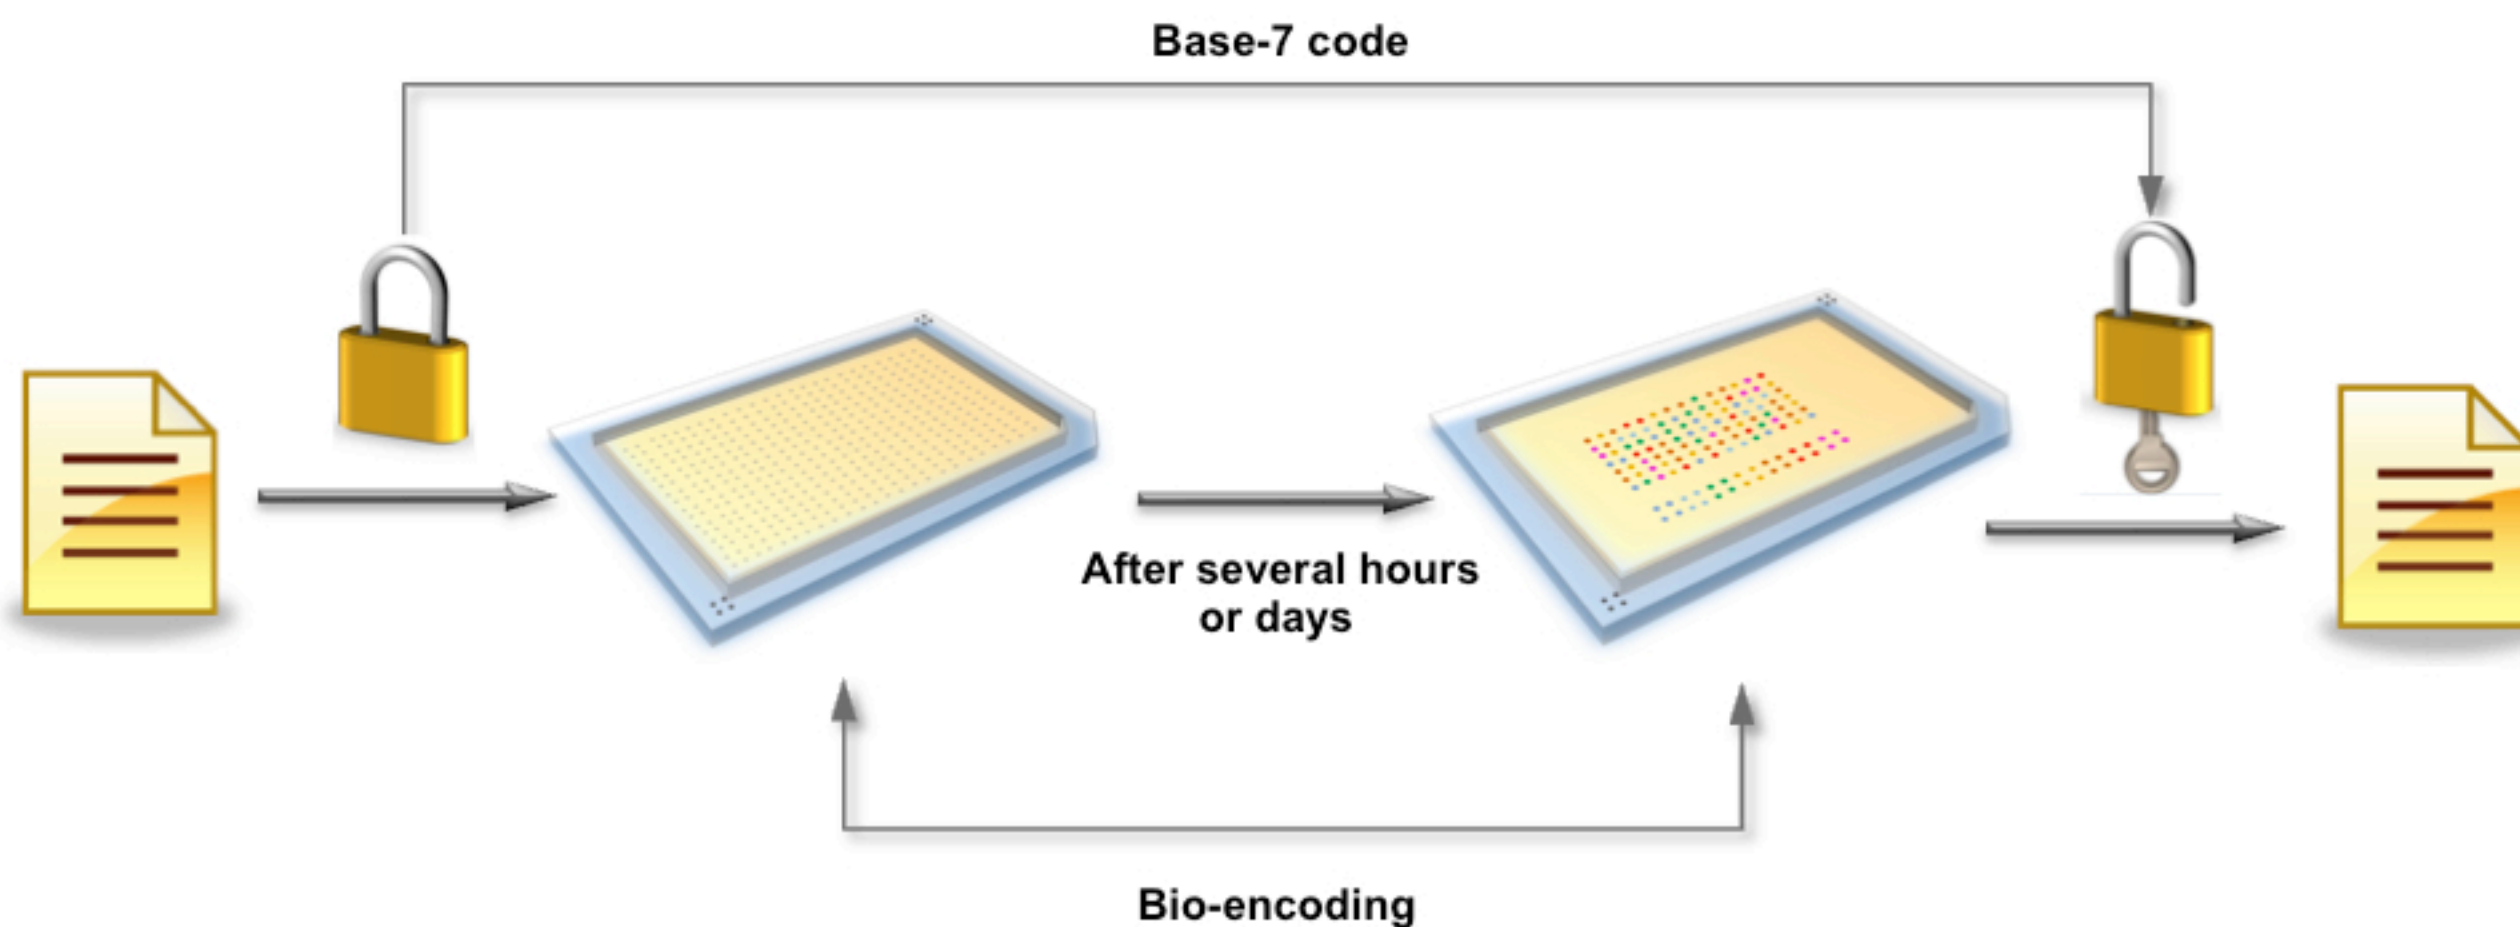 Base-7 code
After several hours
or days
Bio-encoding